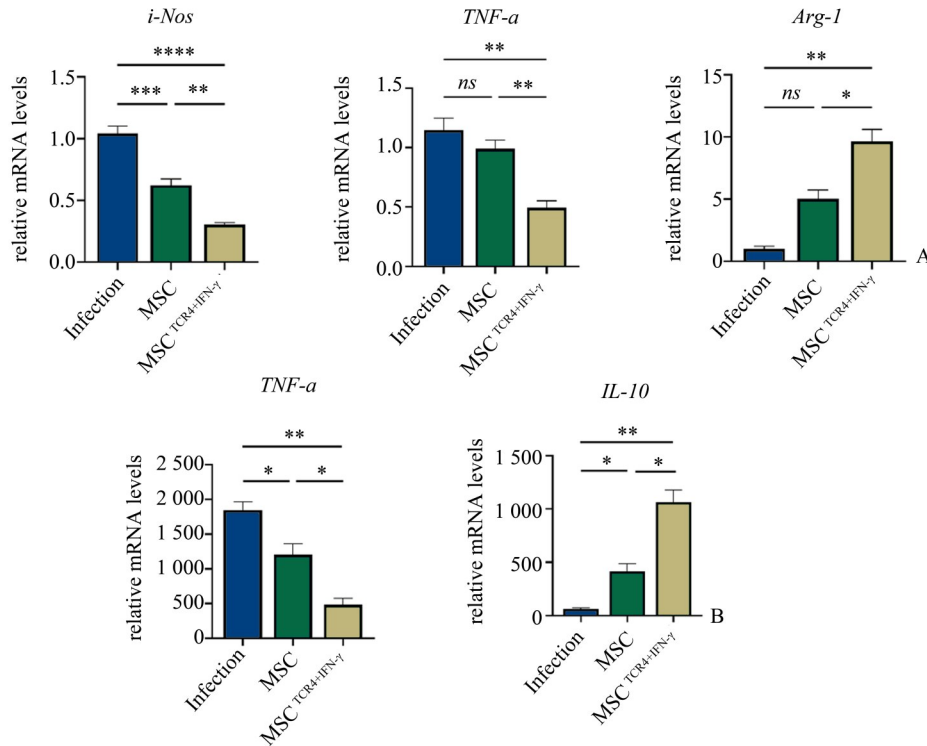 i-Nos
TNF-a
Arg-1
relative mRNA levels
1.5
1.0
0.5
0.0
****
***
**
Infection
MSC
MSC TCR4+IFN-γ
relative mRNA levels
1.5
1.0
0.5
0.0
**
ns
**
Infection
MSC
MSC TCR4+IFN-γ
relative mRNA levels
15
10
5
0
**
ns
*
Infection
MSC
MSC TCR4+IFN-γ
A
TNF-a
IL-10
relative mRNA levels
2 500
2 000
1 500
1 000
500
0
**
*
*
Infection
MSC
MSC TCR4+IFN-γ
relative mRNA levels
1 500
1 000
500
0
**
*
*
Infection
MSC
MSC TCR4+IFN-γ
B